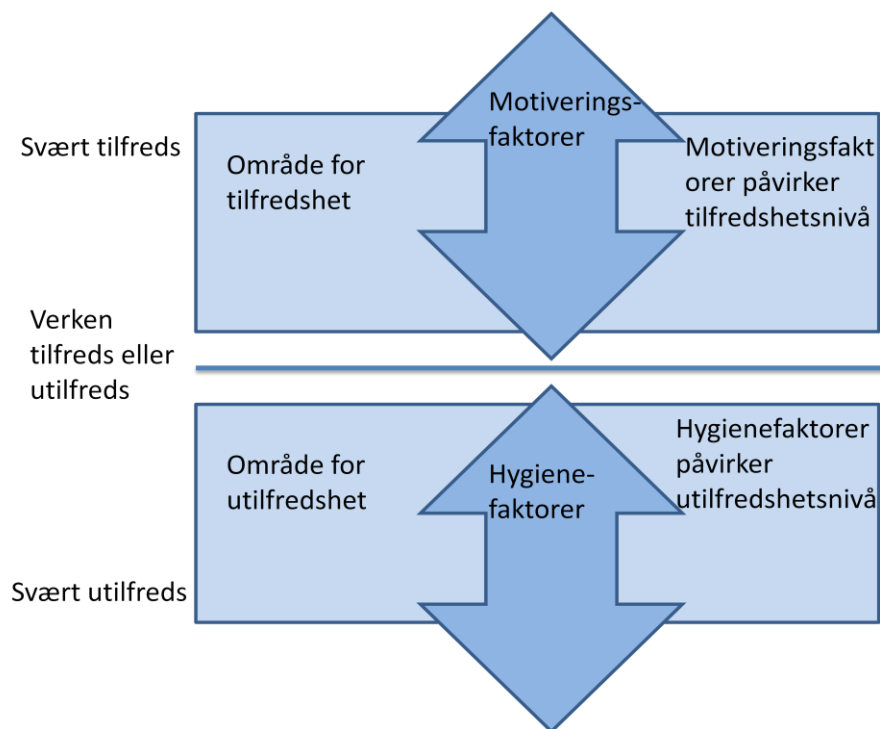 Svært tilfreds
Område for
tilfredshet
Motiverings-
faktorer
Motiveringsfakt
orer påvirker
tilfredshetsnivå
Verken
tilfreds eller
utilfreds
Område for
utilfredshet
Hygiene-
faktorer
Hygienefaktorer
påvirker
utilfredshetsnivå
Svært utilfreds